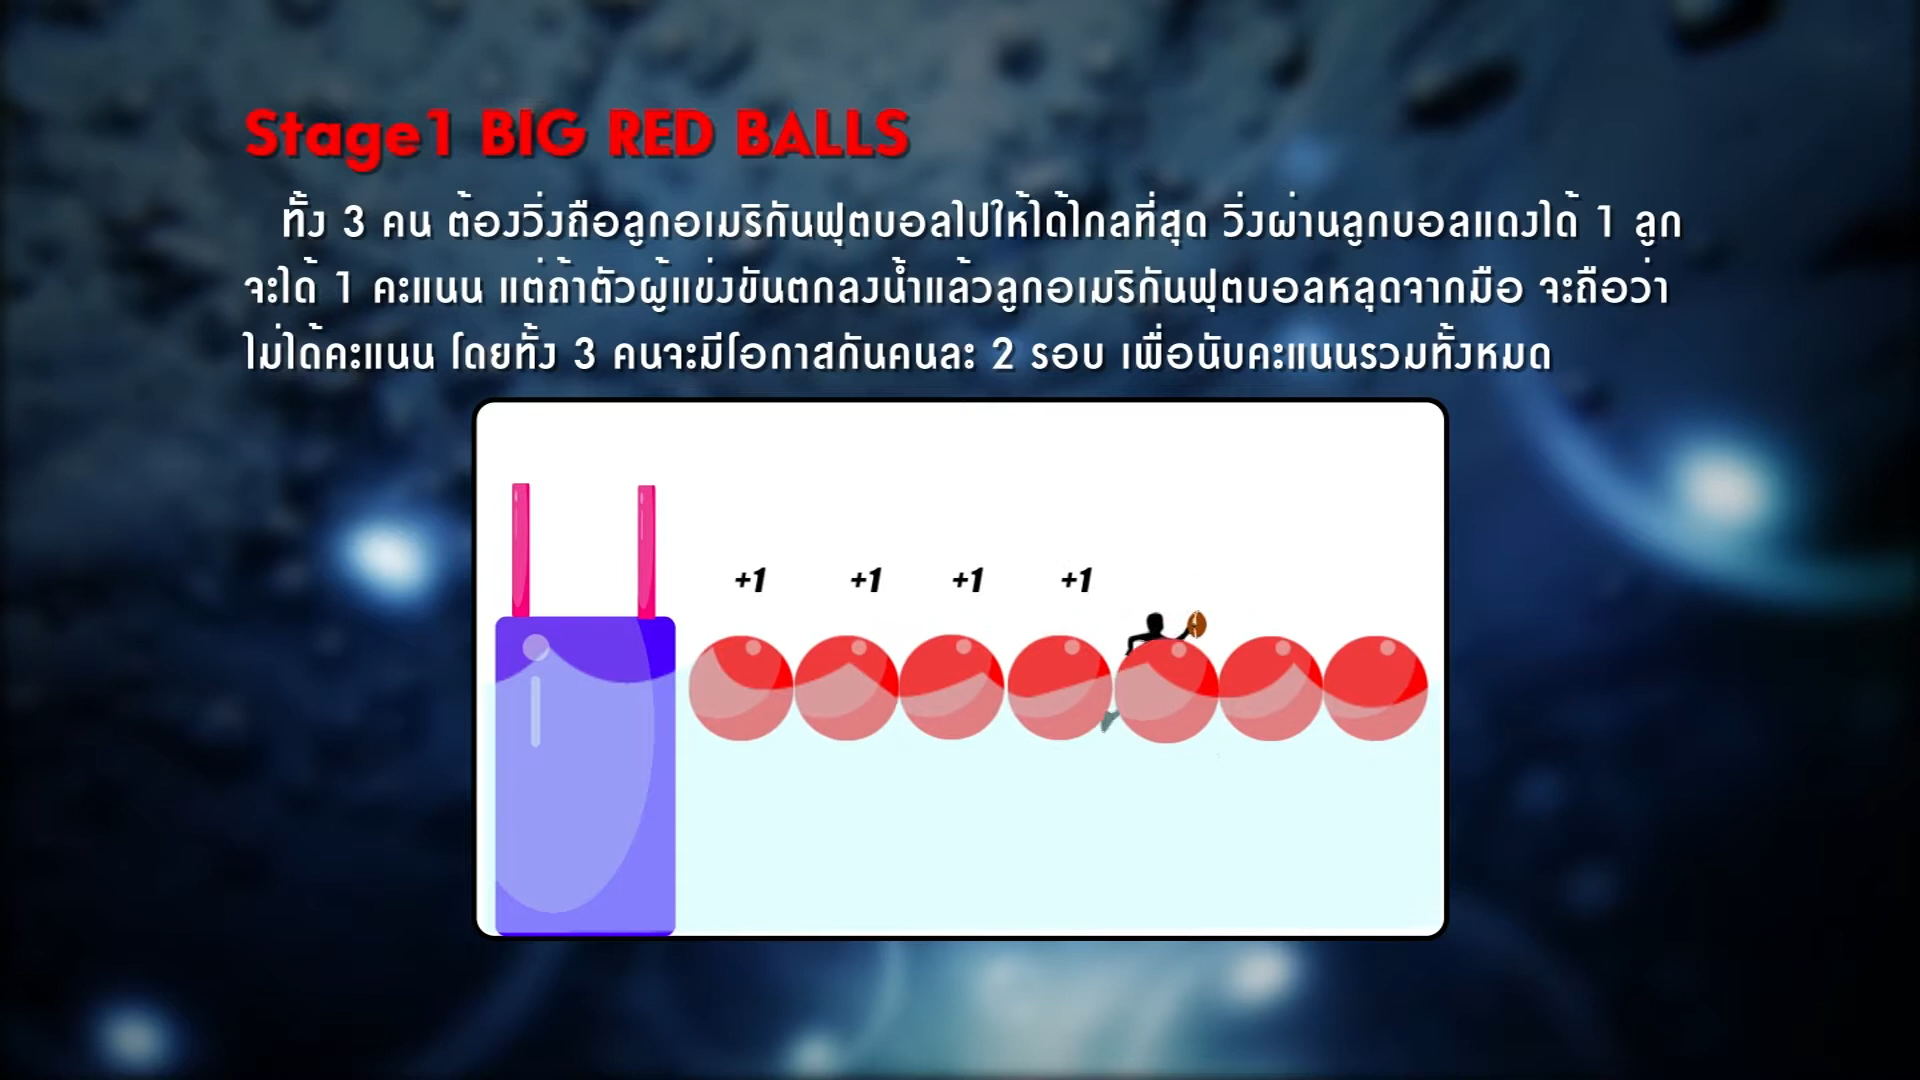 Stage1 BIG RED BALLS
ทั้ง 3 คน ต้องวิ่งถือลูกอเมริกันฟุตบอลไปให้ได้ไกลที่สุด วิ่งผ่านลูกบอลแดงได้ 1 ลูก
จะได้ 1 คะแนน แต่ถ้าตัวผู้แข่งขันตกลงน้ำแล้วลูกอเมริกันฟุตบอลหลุดจากมือ จะถือว่า
ไม่ได้คะแนน โดยทั้ง 3 คนจะมีโอกาสกันคนละ 2 รอบ เพื่อนับคะแนนรวมทั้งหมด
+1 +1 +1 +1